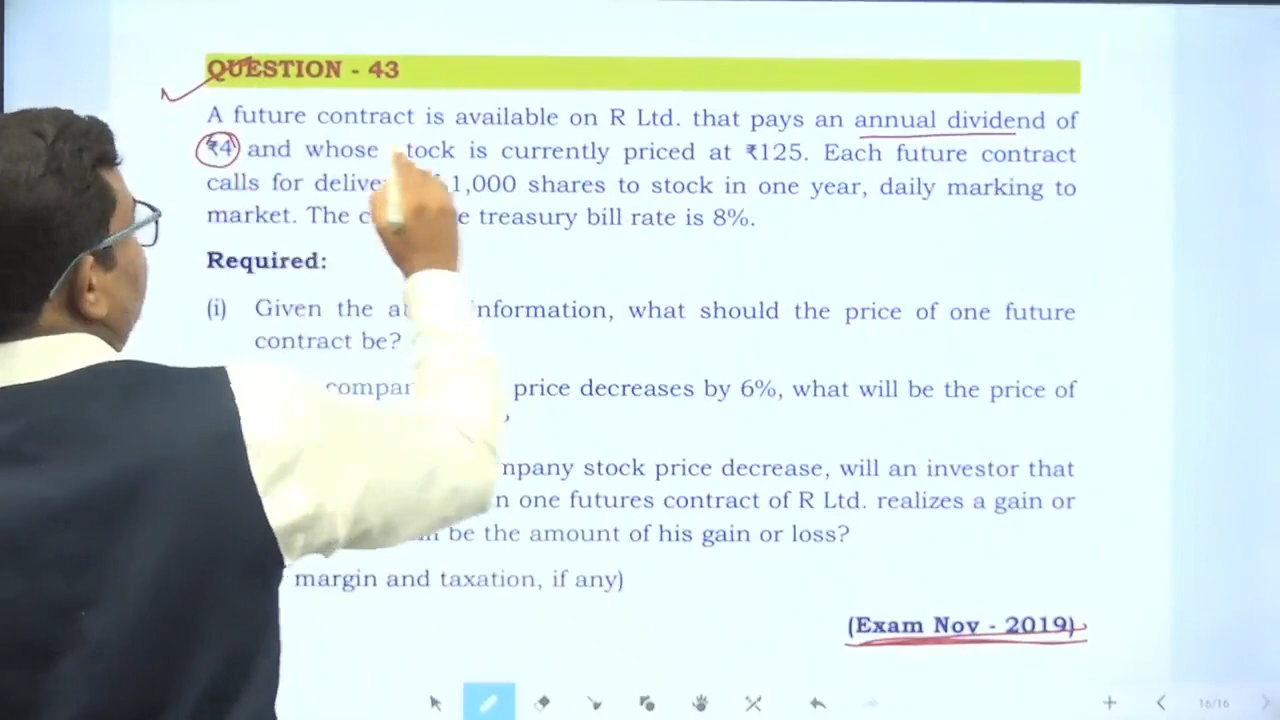 QUESTION - 43
A future contract is available on R Ltd. that pays an annual dividend of
₹4 and whose tock is currently priced at ₹125. Each future contract
calls for delive 1,000 shares to stock in one year, daily marking to
market. The c e treasury bill rate is 8%.
Required:
(i) Given the a nformation, what should the price of one future
contract be?
compan price decreases by 6%, what will be the price of
mpany stock price decrease, will an investor that
n one futures contract of R Ltd. realizes a gain or
be the amount of his gain or loss?
margin and taxation, if any)
(Exam Nov - 2019)
16/16